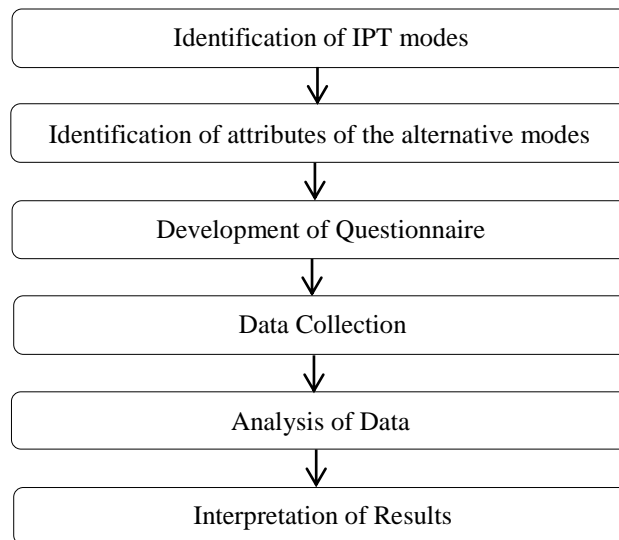 Identification of IPT modes
Identification of attributes of the alternative modes
Development of Questionnaire
Data Collection
Analysis of Data
Interpretation of Results